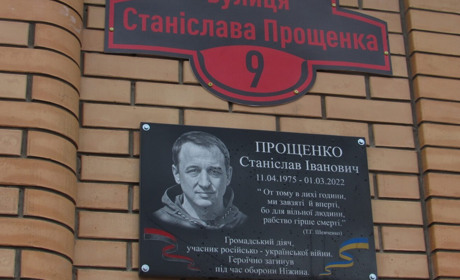 Вулиця
Станіслава Прощенка
9
ПРОЩЕНКО
Станіслав Іванович
11.04.1975 - 01.03.2022
“ От тому в лихі години,
ми завзяті й вперті,
бо для вільної людини,
рабство гірше смерті.”
(Т.Г. Шевченко)
Громадський діяч,
учасник російсько - української війни.
Героїчно загинув
під час оборони Ніжина.